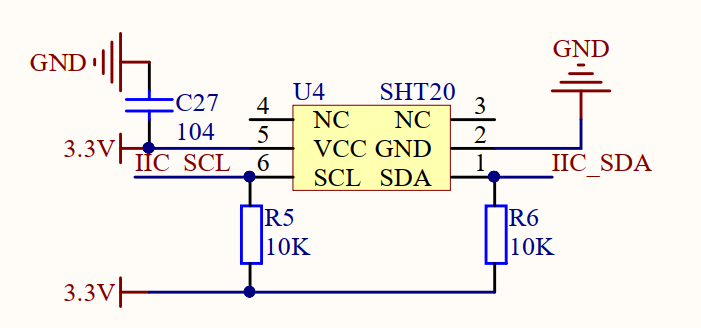 GND
GND
U4 SHT20
C27
104
4 NC NC 3
3.3V 5 VCC GND 2
IIC_SCL 6 SCL SDA 1 IIC_SDA
R5 R6
10K 10K
3.3V